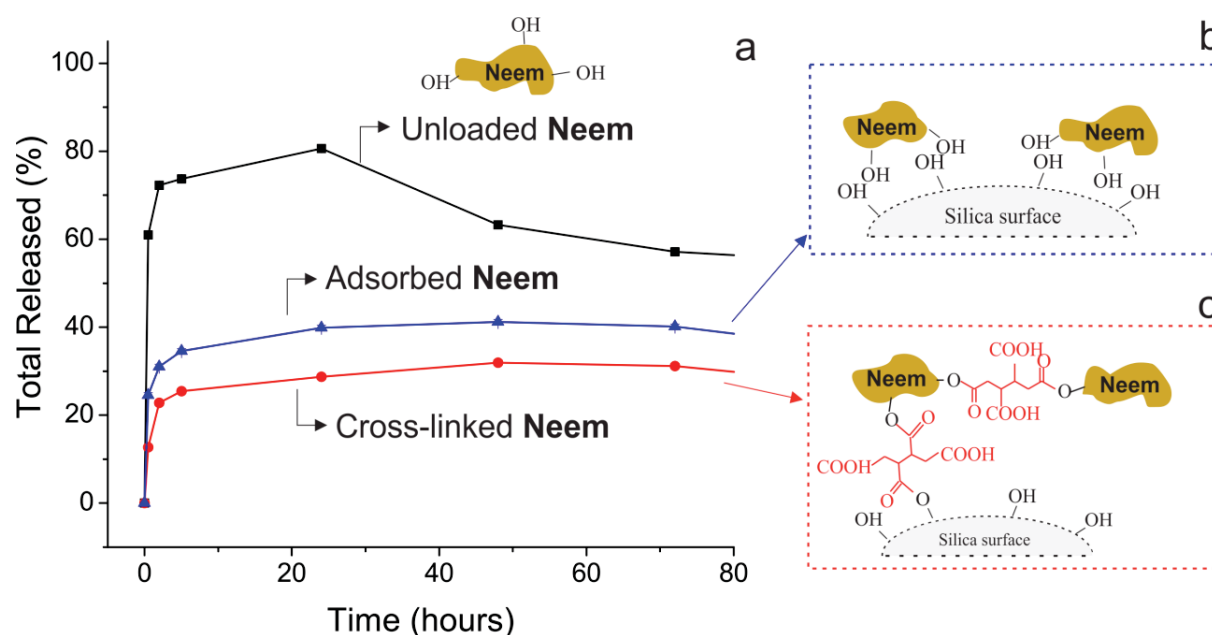 a
b
c
Total Released (%)
100
80
60
40
20
0
0
20
40
60
80
Time (hours)
OH
OH
Neem
OH
Unloaded Neem
Adsorbed Neem
Cross-linked Neem
Neem
Neem
OH
OH
OH
OH
OH
OH
OH
OH
Silica surface
COOH
O
Neem
O
O
Neem
O
COOH
O
O
COOH
COOH
O
O
OH
OH
OH
Silica surface